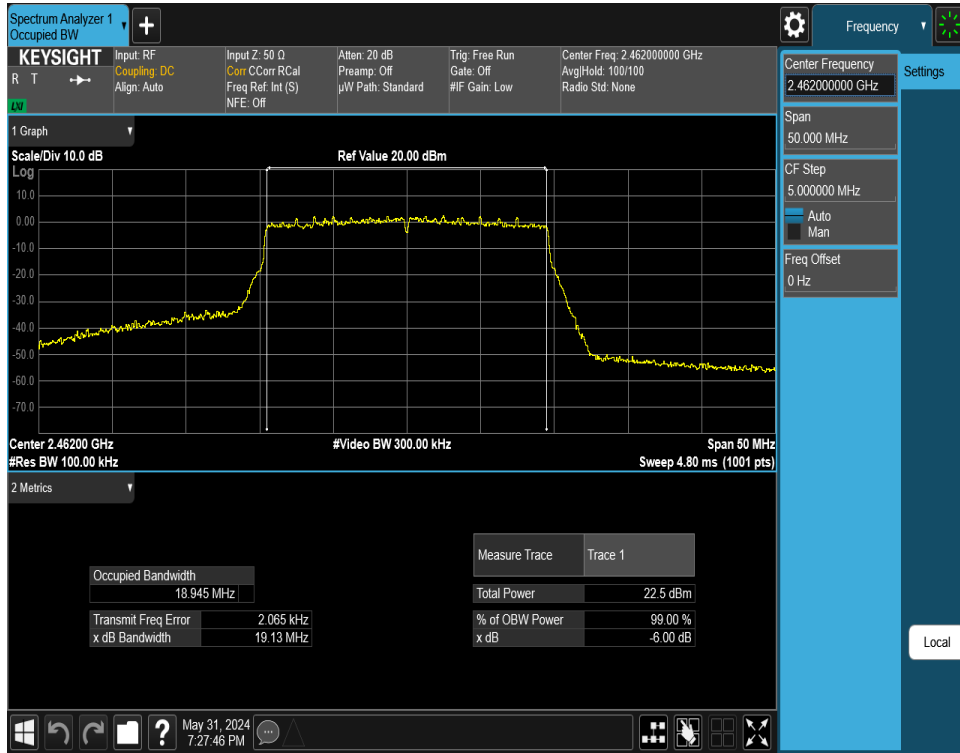 Spectrum Analyzer 1
Occupied BW
Frequency
KEYSIGHT
R T
LXI
Input: RF
Coupling: DC
Align: Auto
Input Z: 50 Ω
Corr CCorr RCal
Freq Ref: Int (S)
NFE: Off
Atten: 20 dB
Preamp: Off
µW Path: Standard
Trig: Free Run
Gate: Off
#IF Gain: Low
Center Freq: 2.462000000 GHz
Avg|Hold: 100/100
Radio Std: None
Center Frequency
2.462000000 GHz
Settings
Span
50.000 MHz
CF Step
5.000000 MHz
Auto
Man
Freq Offset
0 Hz
Local
1 Graph
Scale/Div 10.0 dB
Ref Value 20.00 dBm
Log
10.0
0.00
-10.0
-20.0
-30.0
-40.0
-50.0
-60.0
-70.0
Center 2.46200 GHz
#Video BW 300.00 kHz
Span 50 MHz
#Res BW 100.00 kHz
Sweep 4.80 ms (1001 pts)
2 Metrics
Measure Trace Trace 1
Occupied Bandwidth
18.945 MHz
Total Power 22.5 dBm
Transmit Freq Error 2.065 kHz
% of OBW Power 99.00 %
x dB Bandwidth 19.13 MHz
x dB -6.00 dB
?
May 31, 2024
7:27:46 PM